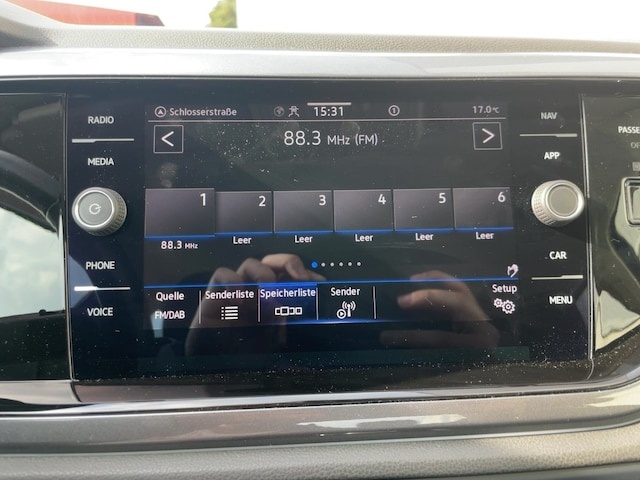 RADIO
MEDIA
PHONE
VOICE
Schlosserstraße 15:31 1 17.0°C
< 88.3 MHz (FM) >
1 2 3 4 5 6
88.3 MHz Leer Leer Leer Leer Leer
Quelle Senderliste Speicherliste Sender Setup
FM/DAB
NAV
APP
CAR
MENU
PASSE